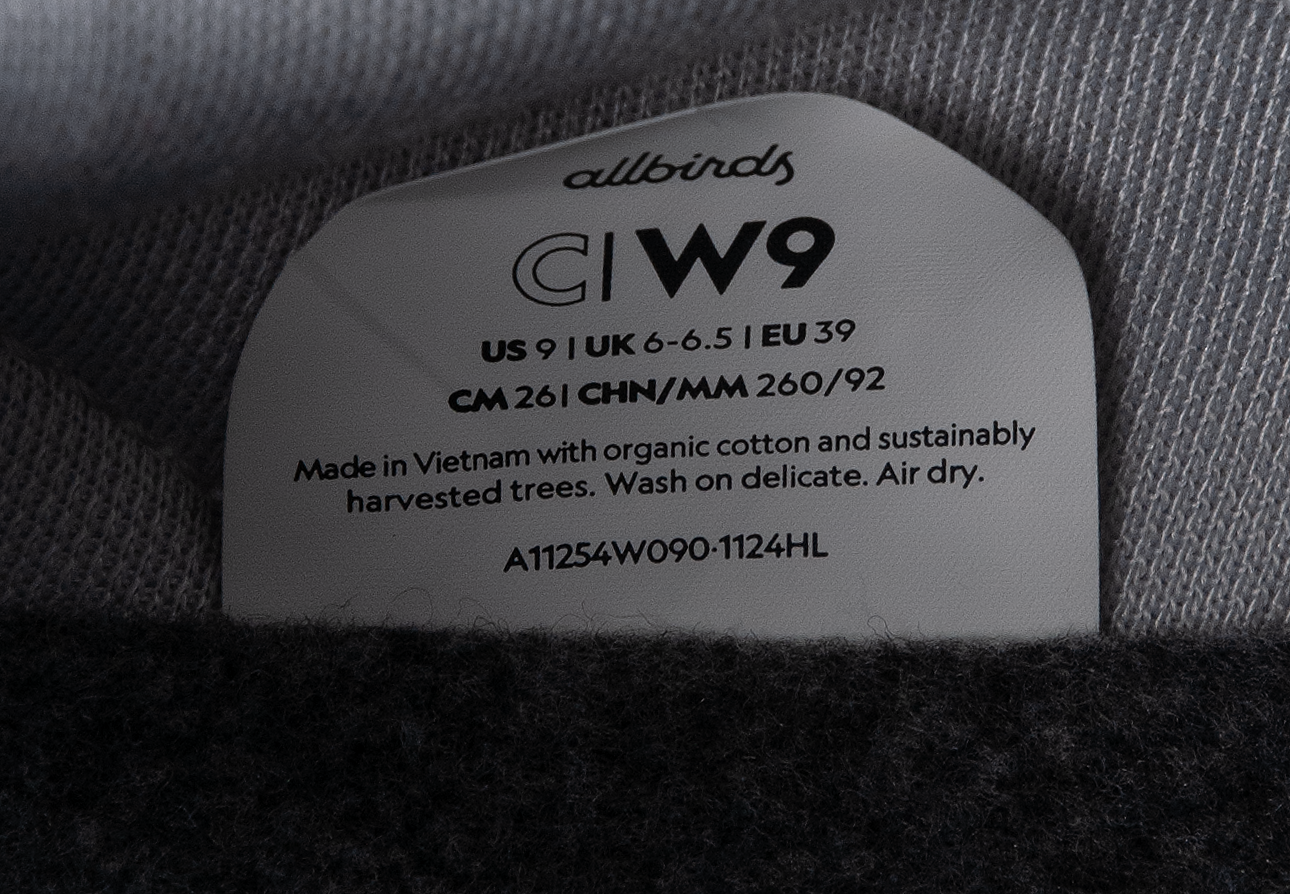 allbirds
C| W9
US 9 | UK 6-6.5 | EU 39
CM 26| CHN/MM 260/92
Made in Vietnam with organic cotton and sustainably
harvested trees. Wash on delicate. Air dry.
A11254W090·1124HL